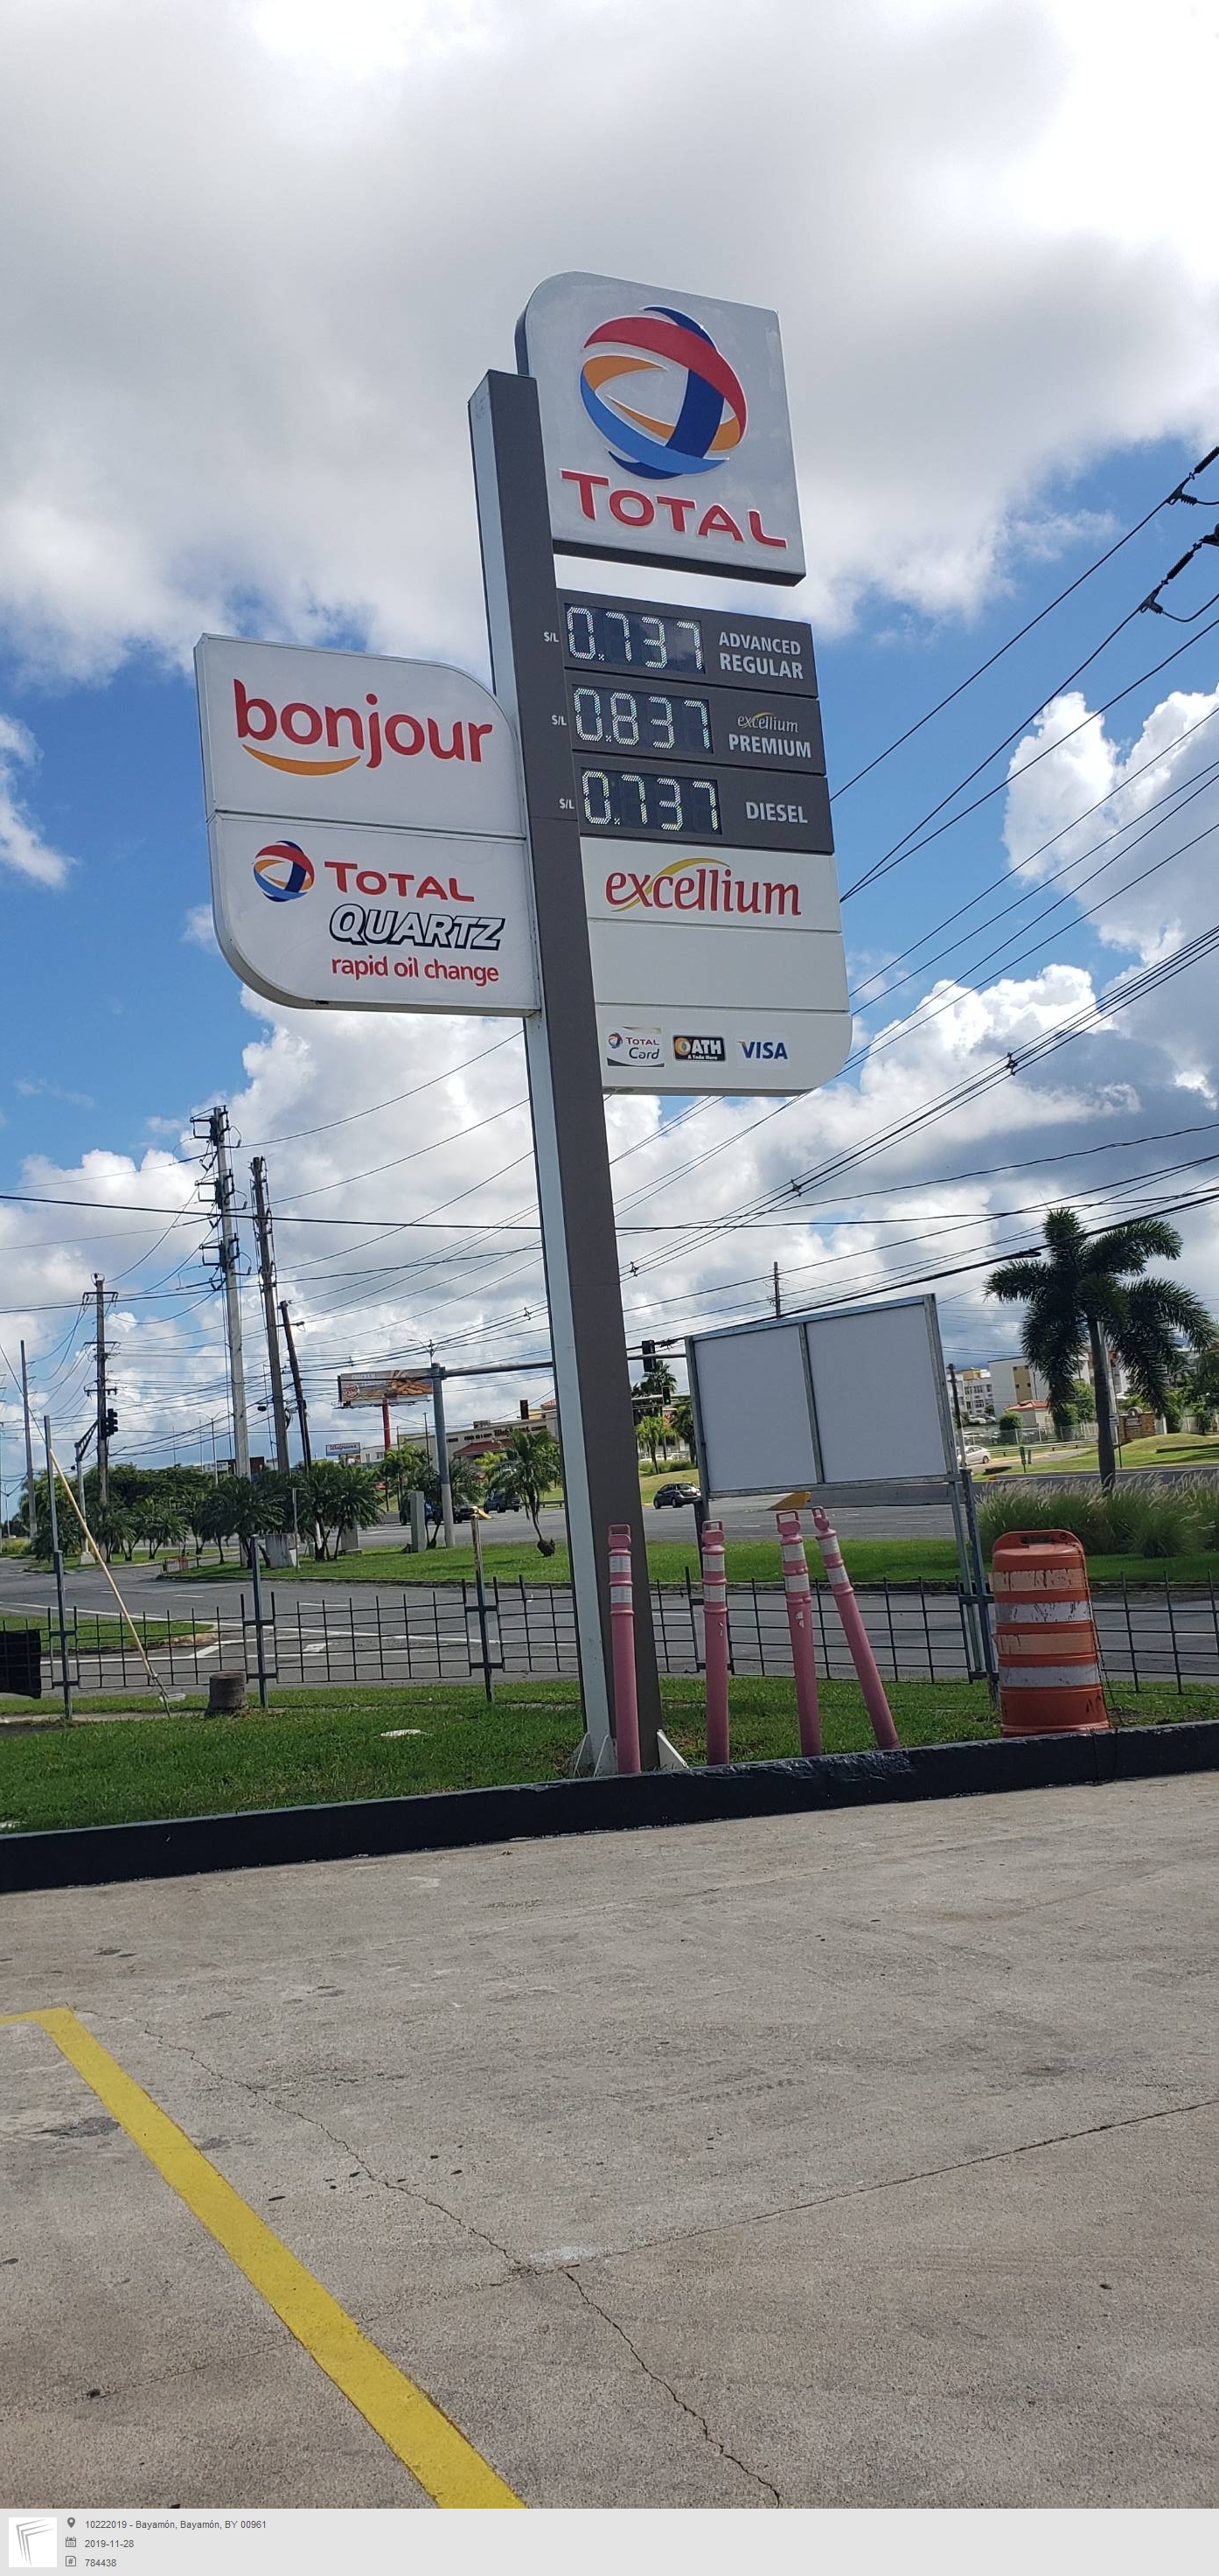 TOTAL
$/L 0.737 ADVANCED
REGULAR
$/L 0.837 excellium
PREMIUM
$/L 0.737 DIESEL
excellium
TOTAL
Card
ATH
VISA
bonjour
TOTAL
QUARTZ
rapid oil change
10222019 - Bayamón, Bayamón, BY 00961
2019-11-28
784438